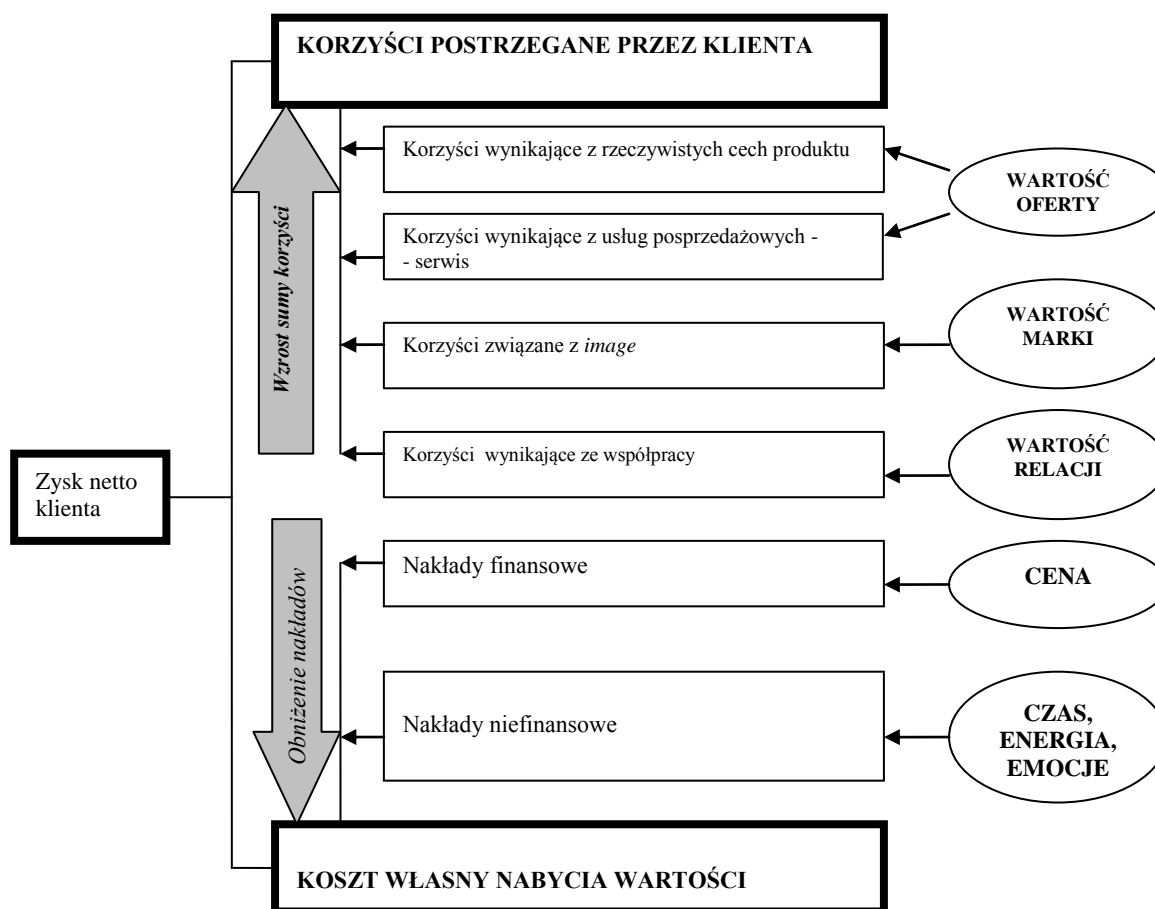 KORZYŚCI POSTRZEGANE PRZEZ KLIENTA
Korzyści wynikające z rzeczywistych cech produktu
WARTOŚĆ
OFERTY
Korzyści wynikające z usług posprzedażowych -
- serwis
Wzrost sumy korzyści
WARTOŚĆ
MARKI
Korzyści związane z image
Korzyści wynikające ze współpracy
WARTOŚĆ
RELACJI
Zysk netto
klienta
Nakłady finansowe
CENA
Obniżenie nakładów
Nakłady niefinansowe
CZAS,
ENERGIA,
EMOCJE
KOSZT WŁASNY NABYCIA WARTOŚCI